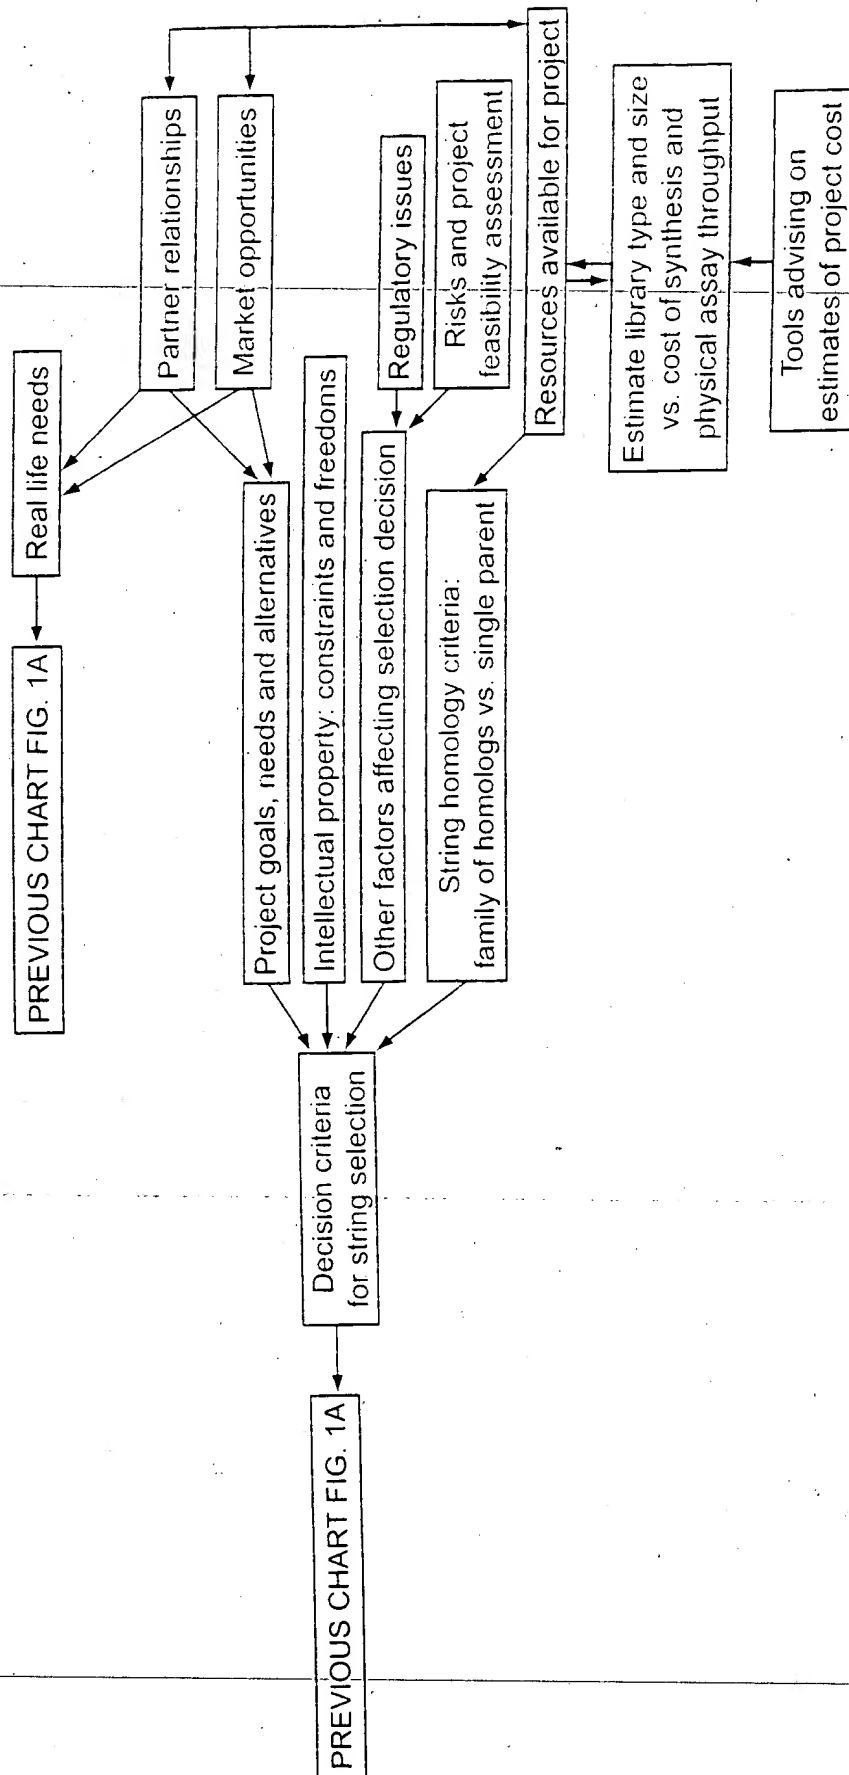 PREVIOUS CHART FIG. 1A
Real life needs
Partner relationships
Market opportunities
Project goals, needs and alternatives
Intellectual property: constraints and freedoms
Regulatory issues
Other factors affecting selection decision
Risks and project
feasibility assessment
String homology criteria:
family of homologs vs. single parent
Resources available for project
Estimate library type and size
vs. cost of synthesis and
physical assay throughput
Tools advising on
estimates of project cost
Decision criteria
for string selection
PREVIOUS CHART FIG. 1A